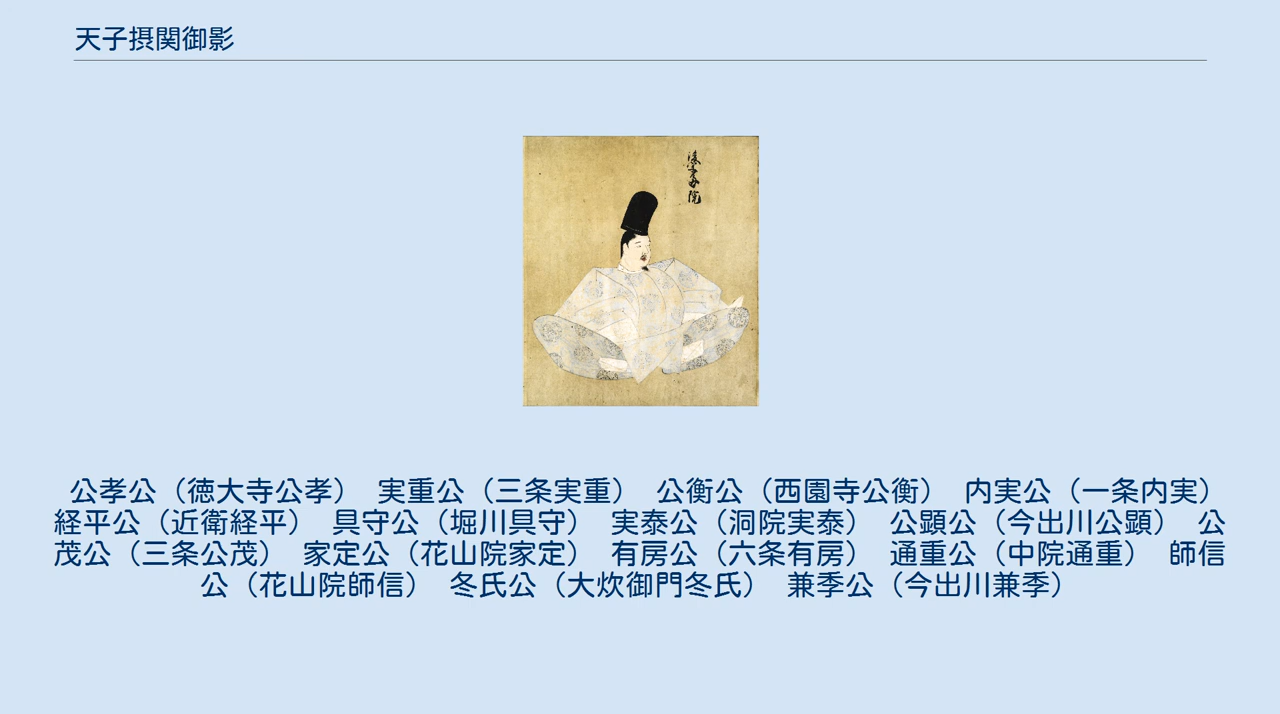 天子摂関御影
後宇多院
公孝公（徳大寺公孝）　実重公（三条実重）　公衡公（西園寺公衡）　内実公（一条内実）
経平公（近衛経平）　具守公（堀川具守）　実泰公（洞院実泰）　公顕公（今出川公顕）　公
茂公（三条公茂）　家定公（花山院家定）　有房公（六条有房）　通重公（中院通重）　師信
公（花山院師信）　冬氏公（大炊御門冬氏）　兼季公（今出川兼季）